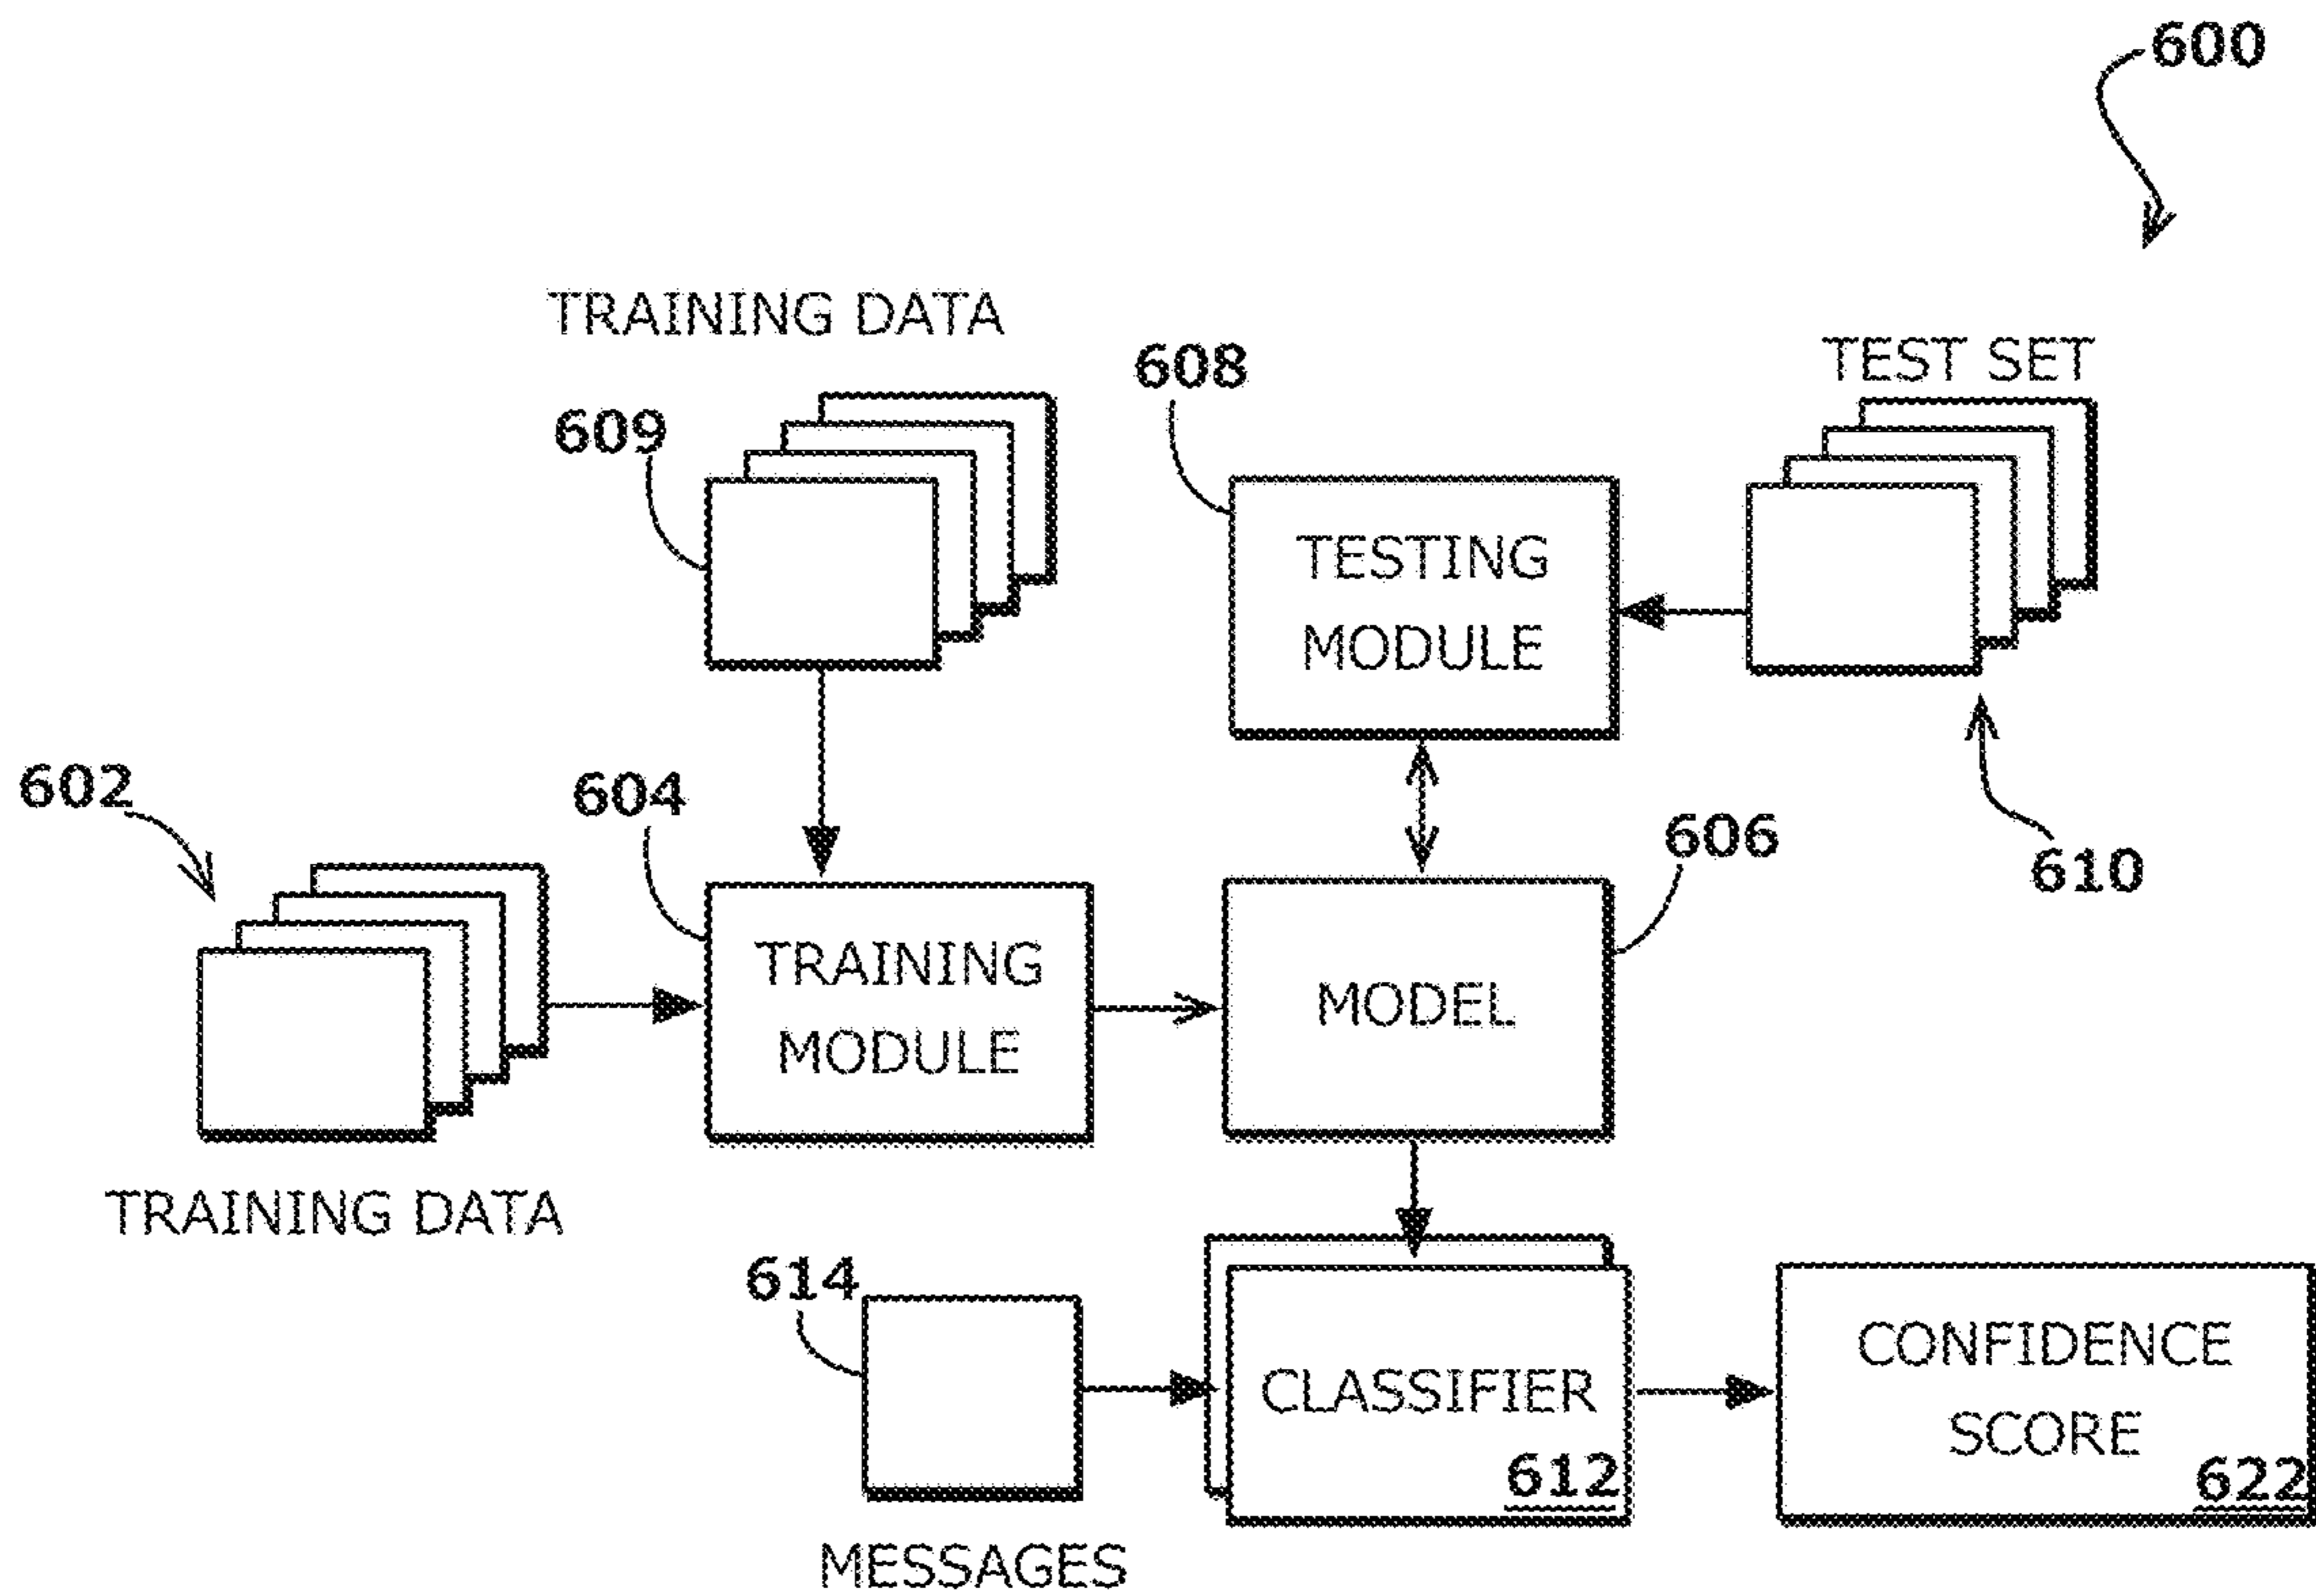 600
TRAINING DATA
609
608
TEST SET
TESTING
MODULE
610
602
604
606
TRAINING
MODULE
MODEL
TRAINING DATA
614
MESSAGES
CLASSIFIER
612
CONFIDENCE
SCORE
622